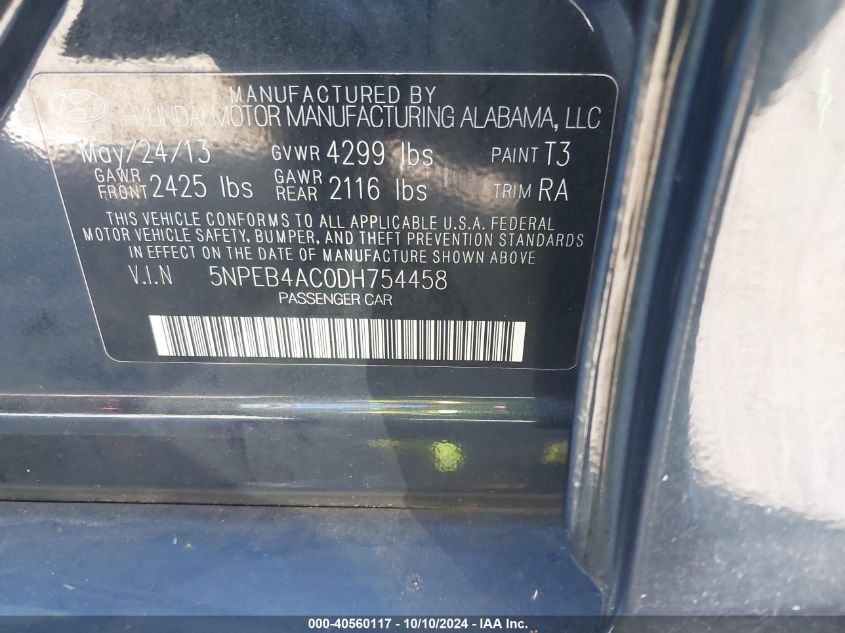 MANUFACTURED BY
HYUNDAI MOTOR MANUFACTURING ALABAMA, LLC
May/24/13 GVWR 4299 lbs PAINT T3
GAWR FRONT 2425 lbs GAWR REAR 2116 lbs TRIM RA
THIS VEHICLE CONFORMS TO ALL APPLICABLE U.S.A. FEDERAL
MOTOR VEHICLE SAFETY, BUMPER, AND THEFT PREVENTION STANDARDS
IN EFFECT ON THE DATE OF MANUFACTURE SHOWN ABOVE.
V.I.N 5NPEB4AC0DH754458
PASSENGER CAR
000-40560117 - 10/10/2024 - IAA Inc.